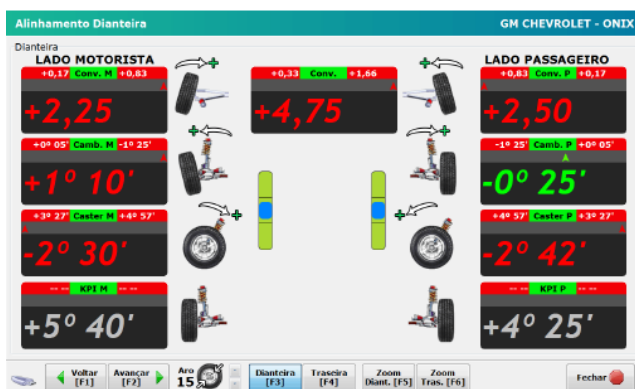 Alinhamento Dianteira GM CHEVROLET - ONIX
Dianteira
LADO MOTORISTA LADO PASSAGEIRO
+0,17 Conv. M +0,83 +0,33 Conv. +1,66 +0,83 Conv. P +0,17
+2,25 +4,75 +2,50
+0º 05' Camb. M -1º 25' -1º 25' Camb. P +0º 05'
+1º 10' -0º 25'
+3º 27' Caster M +4º 57' +4º 57' Caster P +3º 27'
-2º 30' -2º 42'
-- -- KPI M -- -- -- -- KPI P -- --
+5º 40' +4º 25'
Voltar [F1] Avançar [F2] Aro 15 Dianteira [F3] Traseira [F4] Zoom Diant. [F5] Zoom Tras. [F6] Fechar